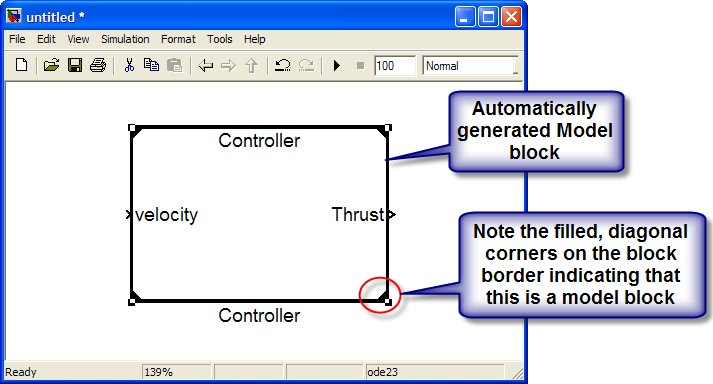 untitled *
File Edit View Simulation Format Tools Help
100 Normal
Controller
velocity Thrust
Controller
Automatically
generated Model
block
Note the filled, diagonal
corners on the block
border indicating that
this is a model block
Ready 139% ode23